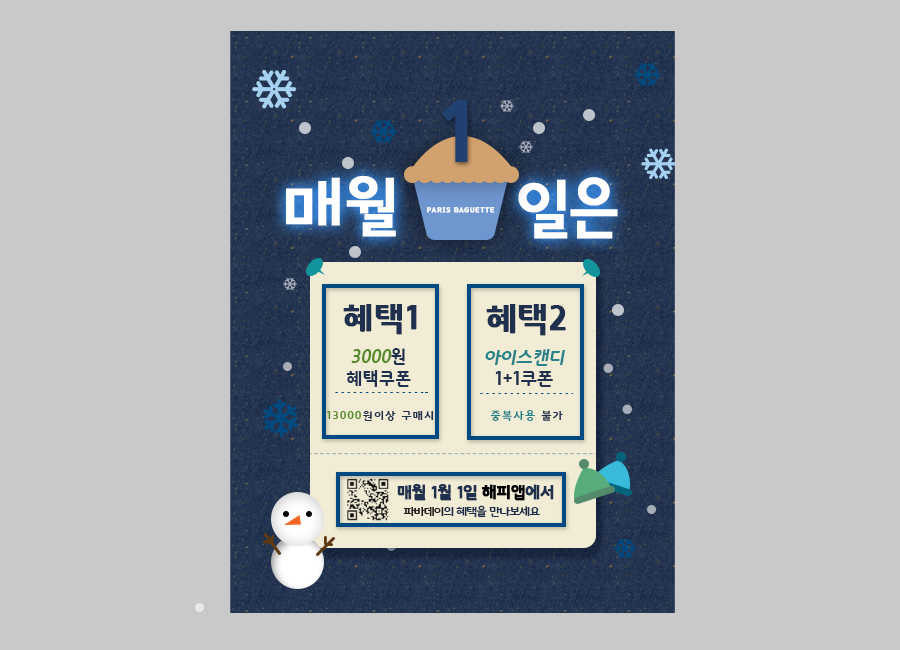 매월 1 일은
PARIS BAGUETTE
혜택1
3000원
혜택쿠폰
13000원이상 구매시
혜택2
아이스캔디
1+1쿠폰
중복사용 불가
매월 1월 1일 해피앱에서
파바데이의 혜택을 만나보세요